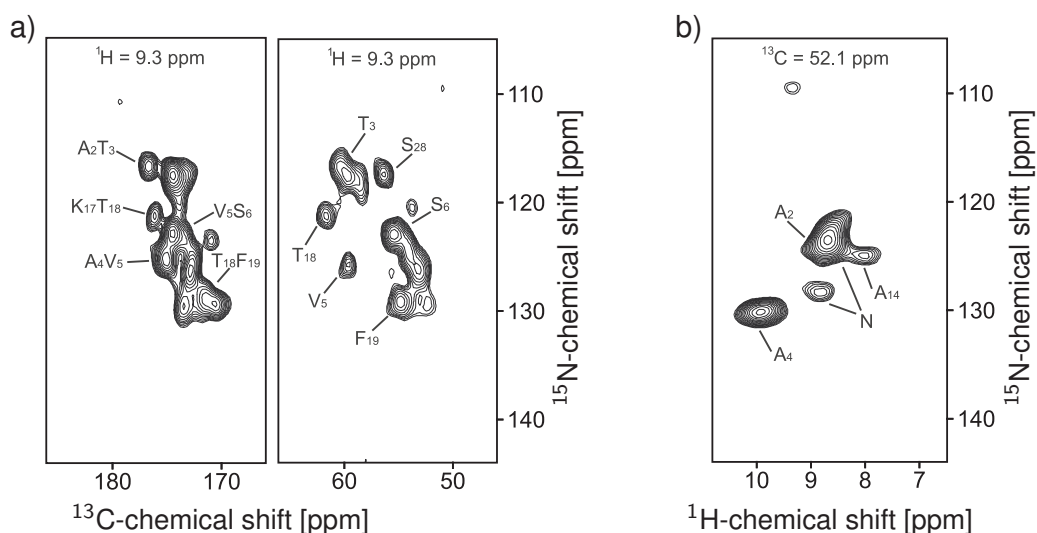 a)
¹H = 9.3 ppm
A₂T₃
K₁₇T₁₈
A₄V₅
V₅S₆
T₁₈F₁₉
180
170
¹³C-chemical shift [ppm]
¹H = 9.3 ppm
T₃
S₂₈
S₆
T₁₈
V₅
F₁₉
60
50
110
120
130
140
¹⁵N-chemical shift [ppm]
b)
¹³C = 52.1 ppm
A₂
A₁₄
N
A₄
10
9
8
7
¹H-chemical shift [ppm]
110
120
130
140
¹⁵N-chemical shift [ppm]